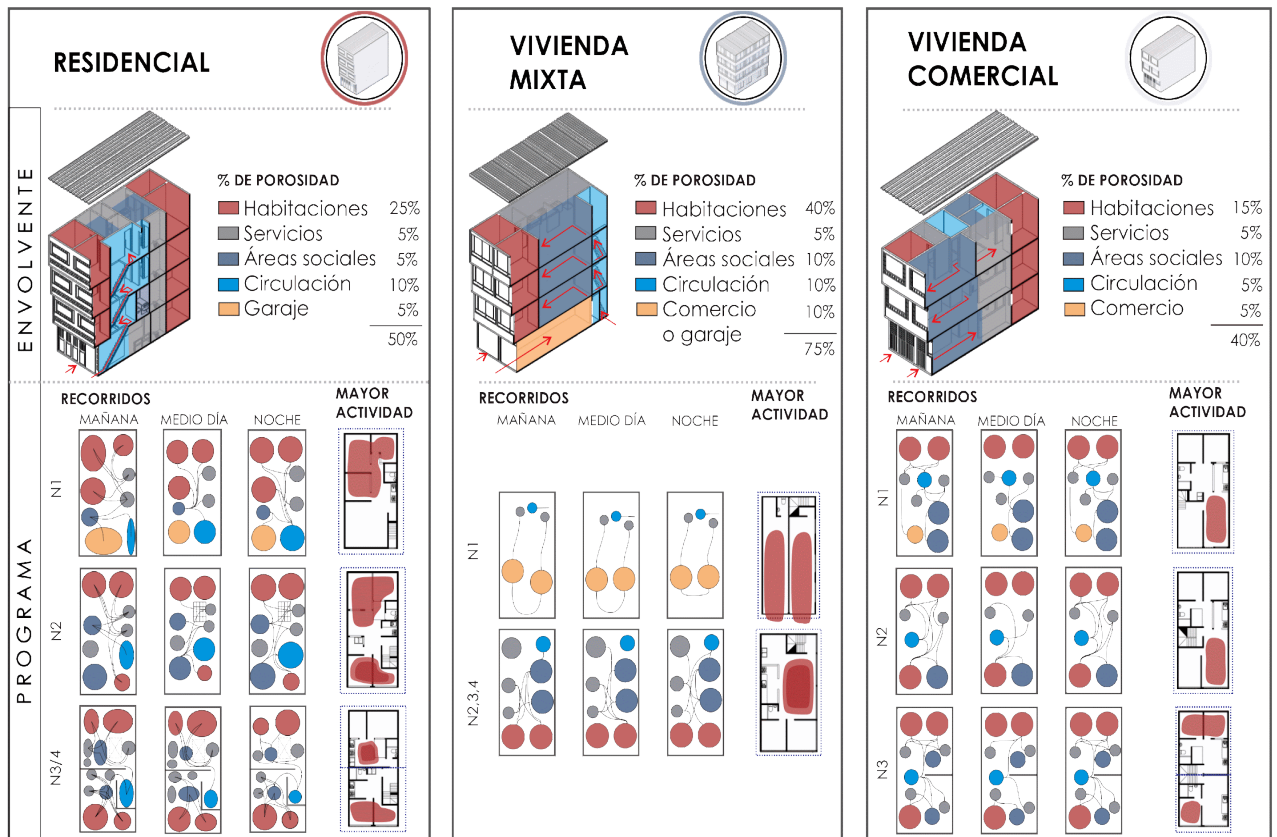 RESIDENCIAL
VIVIENDA
MIXTA
VIVIENDA
COMERCIAL
ENVOLVENTE
% DE POROSIDAD
Habitaciones 25%
Servicios 5%
Áreas sociales 5%
Circulación 10%
Garaje 5%
50%
% DE POROSIDAD
Habitaciones 40%
Servicios 5%
Áreas sociales 10%
Circulación 10%
Comercio 10%
o garaje
75%
% DE POROSIDAD
Habitaciones 15%
Servicios 5%
Áreas sociales 10%
Circulación 5%
Comercio 5%
40%
PROGRAMA
RECORRIDOS
MAÑANA MEDIO DÍA NOCHE
MAYOR
ACTIVIDAD
N1
N2
N3/4
RECORRIDOS
MAÑANA MEDIO DÍA NOCHE
MAYOR
ACTIVIDAD
N1
N2,3,4
RECORRIDOS
MAÑANA MEDIO DÍA NOCHE
MAYOR
ACTIVIDAD
N1
N2
N3